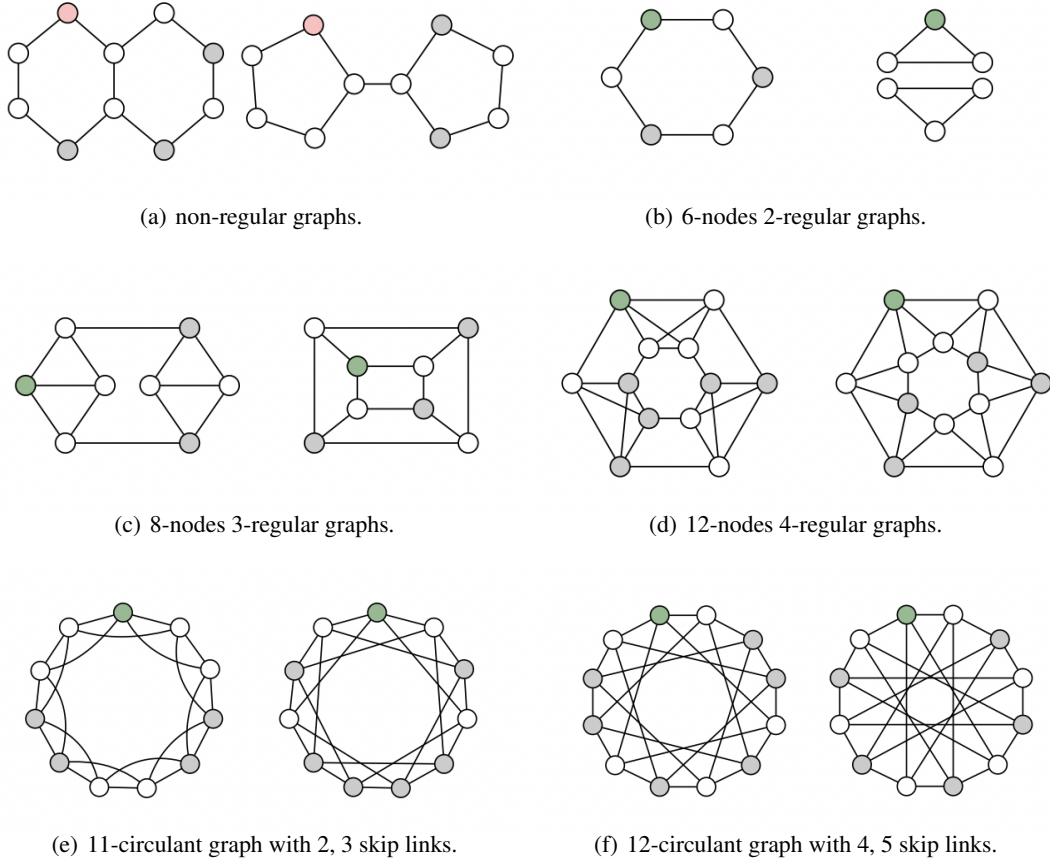 (a) non-regular graphs.
(b) 6-nodes 2-regular graphs.
(c) 8-nodes 3-regular graphs.
(d) 12-nodes 4-regular graphs.
(e) 11-circulant graph with 2, 3 skip links.
(f) 12-circulant graph with 4, 5 skip links.